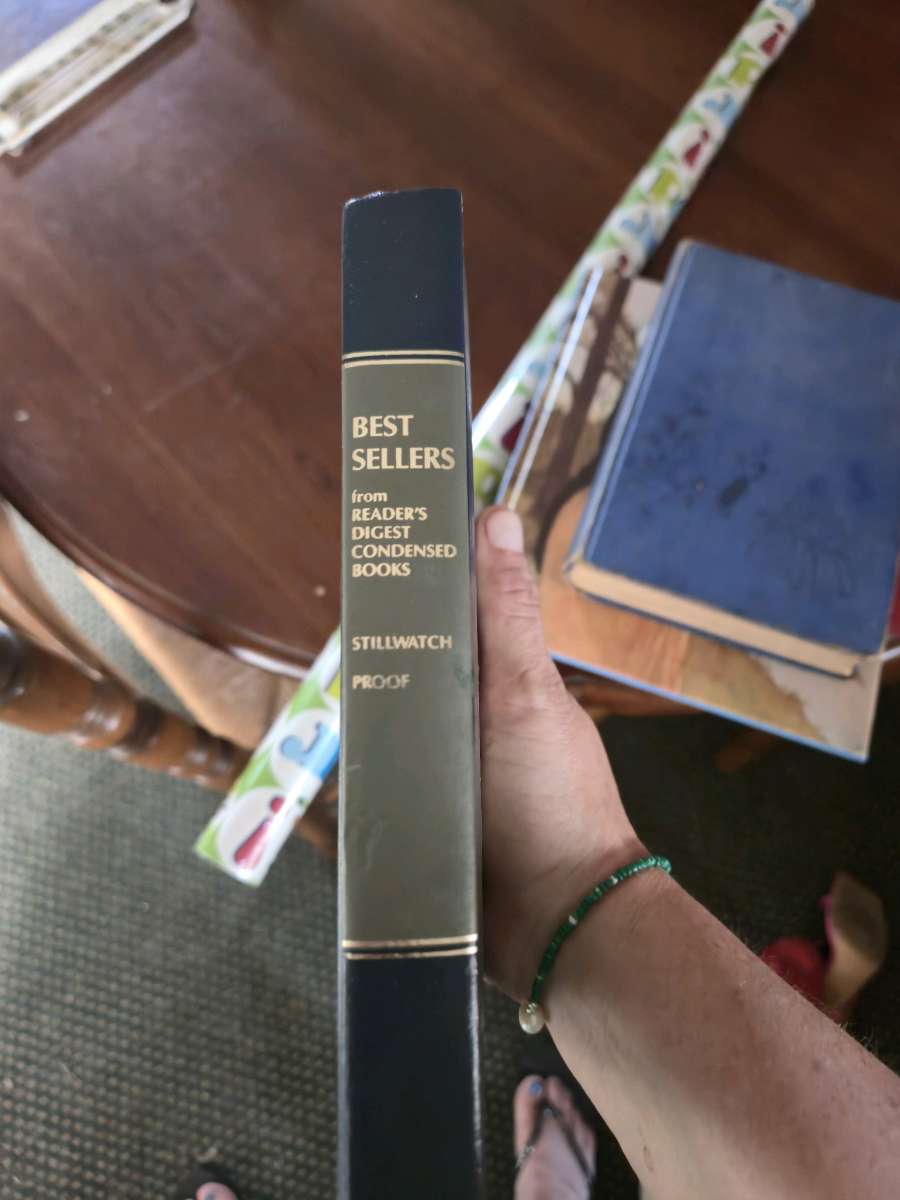 BEST
SELLERS
from
READER'S
DIGEST
CONDENSED
BOOKS
STILLWATCH
PROOF